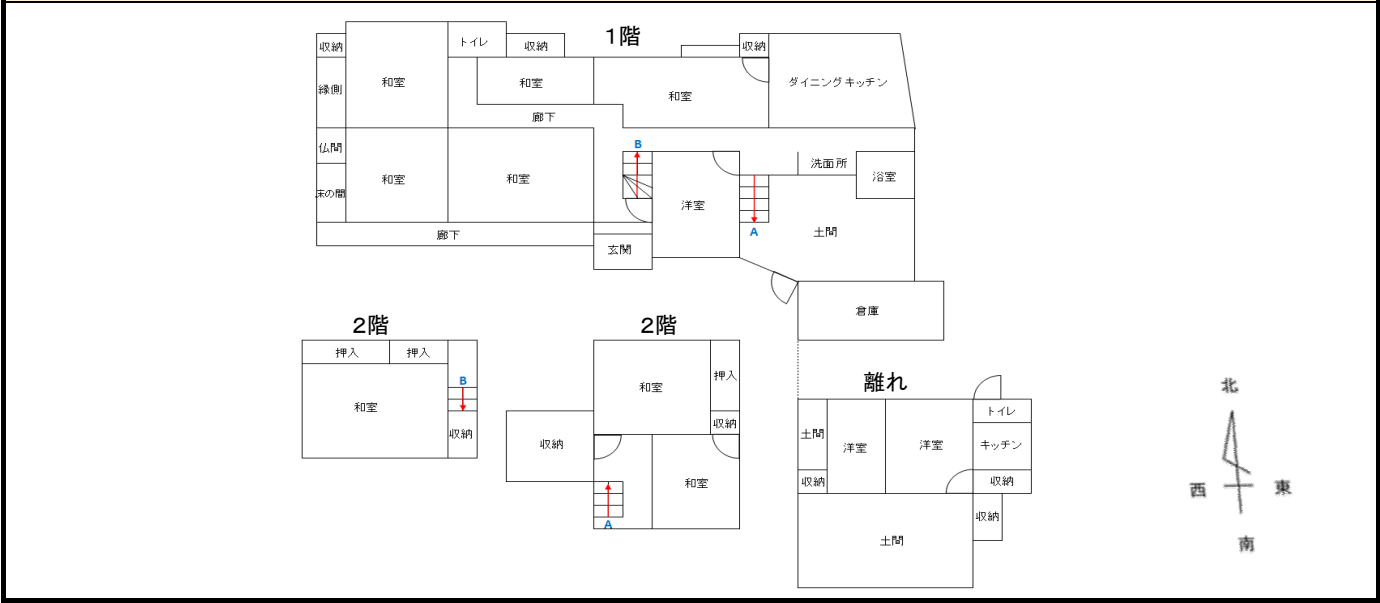 1階
収納
トイレ
収納
収納
和室
和室
和室
ダイニングキッチン
縁側
廊下
仏間
和室
和室
B
洗面所
浴室
床の間
洋室
A
土間
廊下
玄関
倉庫
2階
押入
押入
B
和室
収納
2階
和室
押入
収納
収納
和室
A
離れ
トイレ
土間
洋室
洋室
キッチン
収納
収納
収納
土間
北
西
東
南